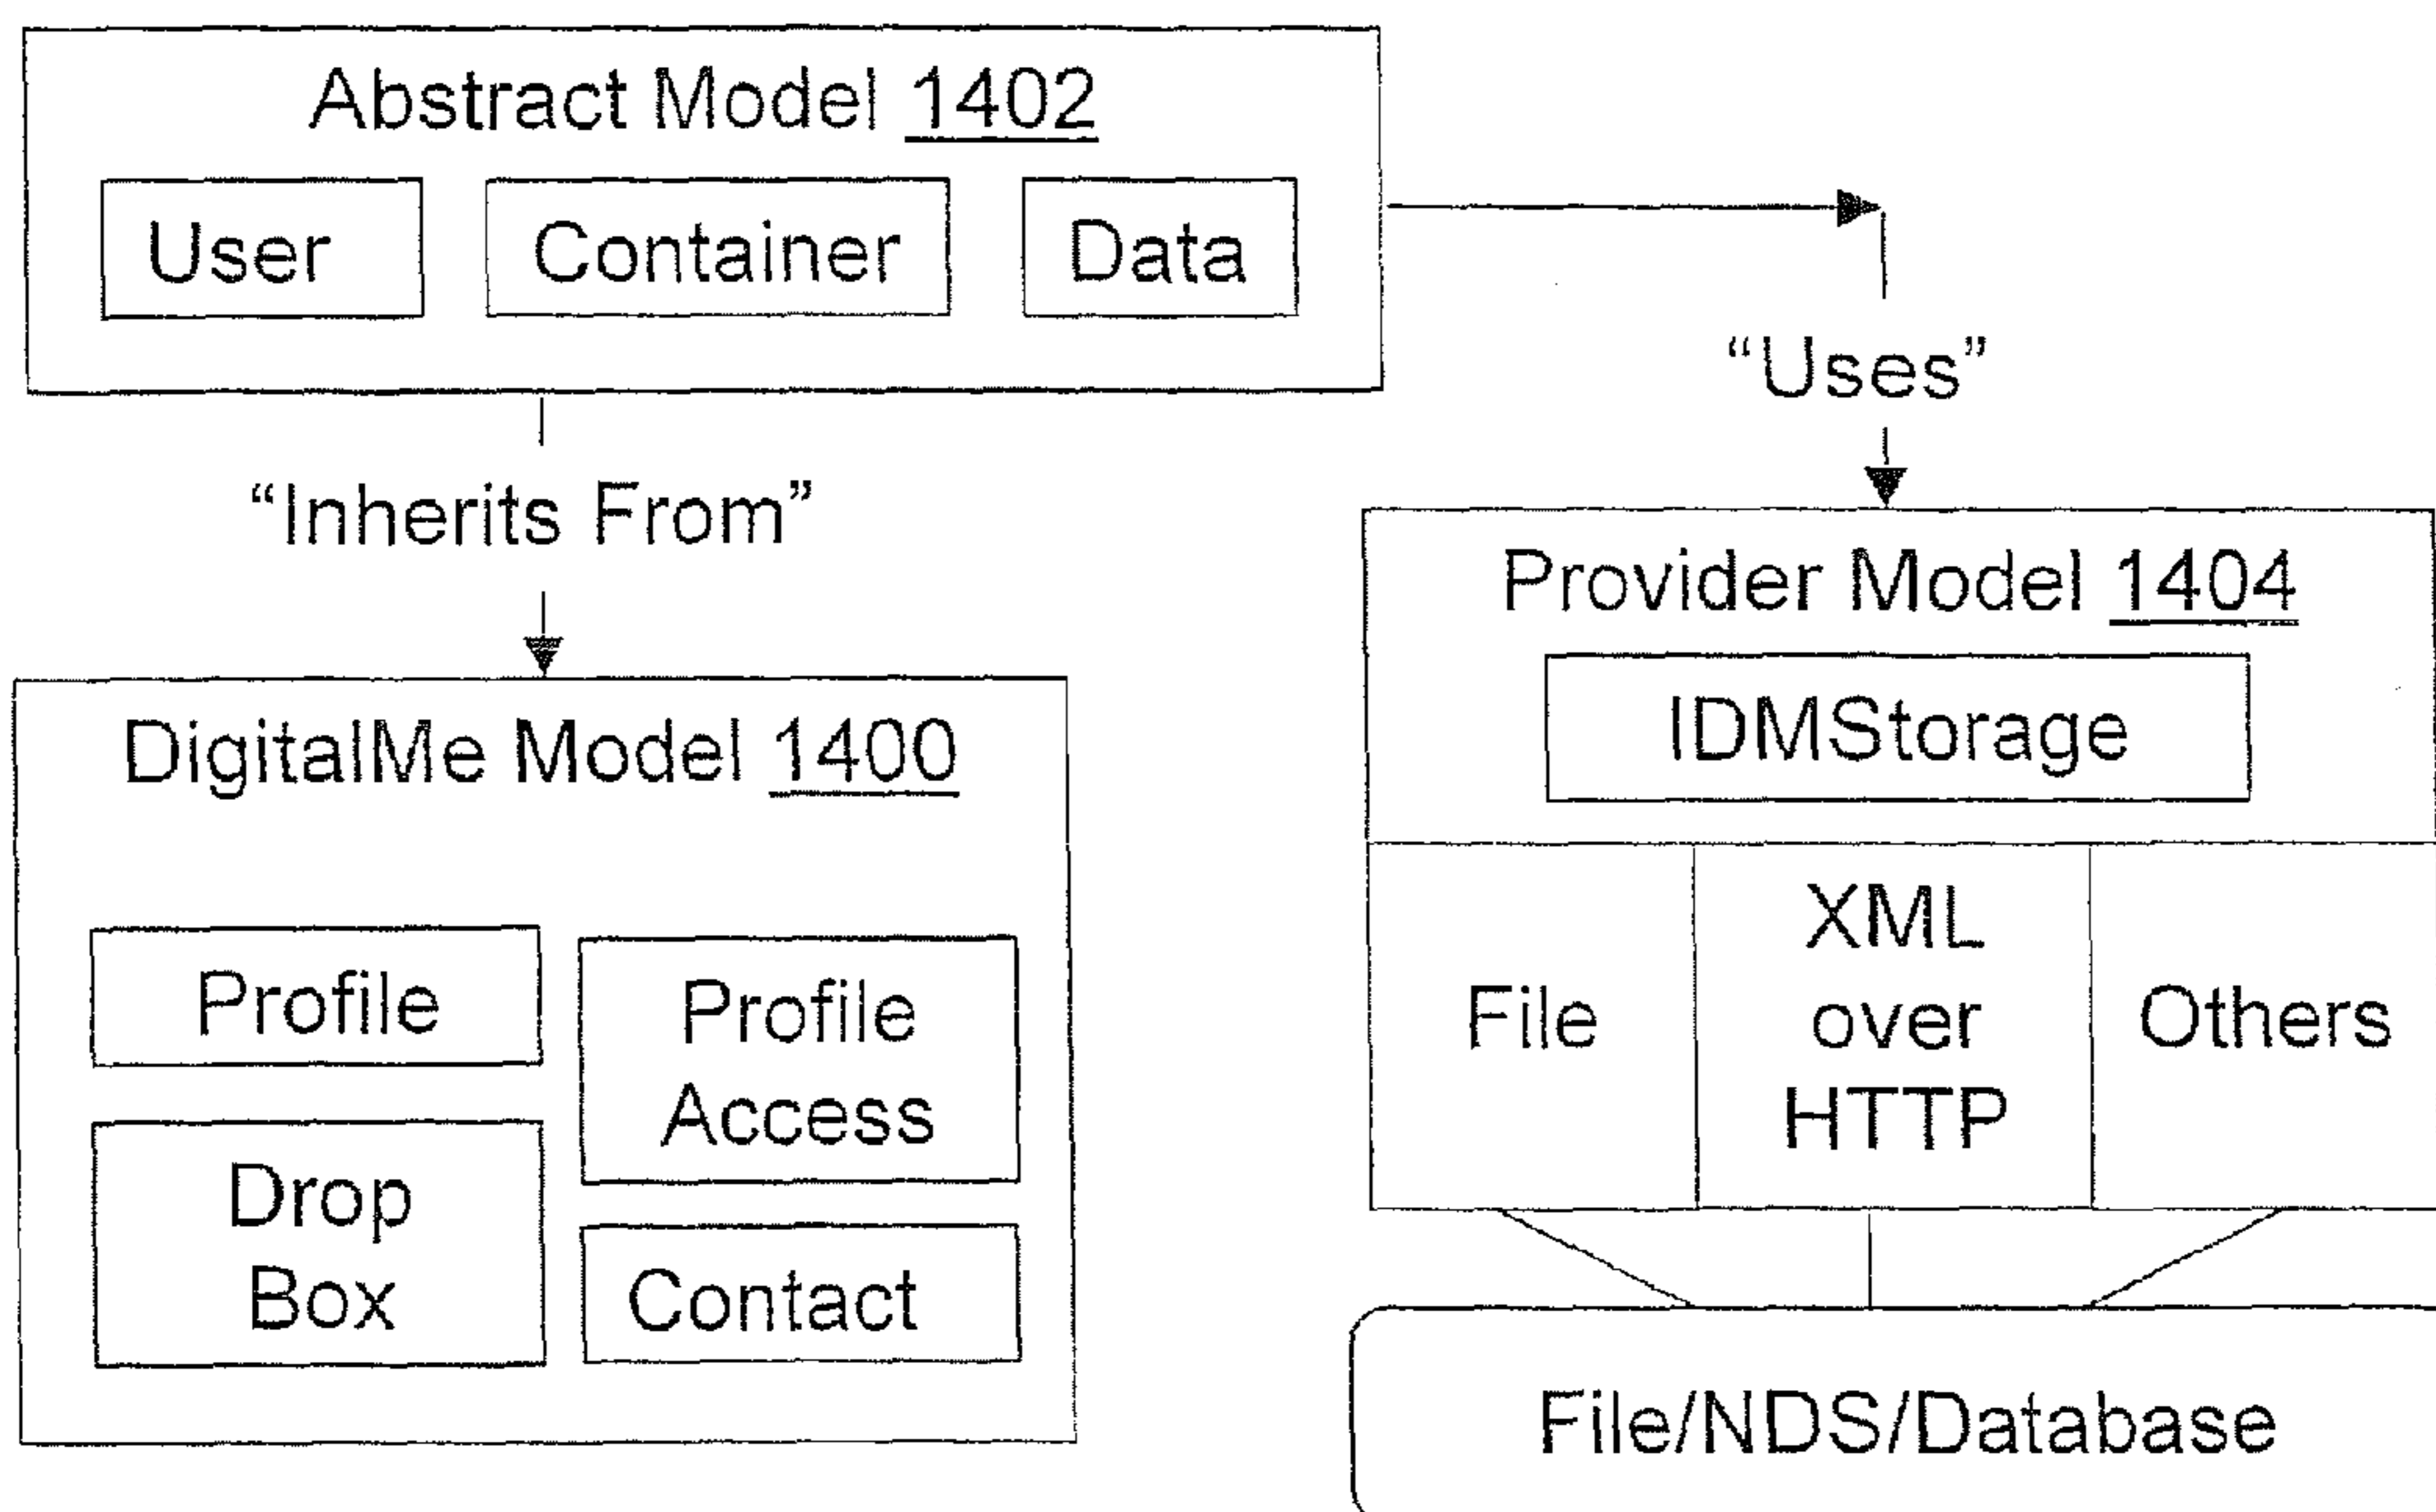 Abstract Model 1402
User
Container
Data
“Uses”
“Inherits From”
Provider Model 1404
IDMStorage
File
XML
over
HTTP
Others
DigitalMe Model 1400
Profile
Profile
Access
Drop
Box
Contact
File/NDS/Database